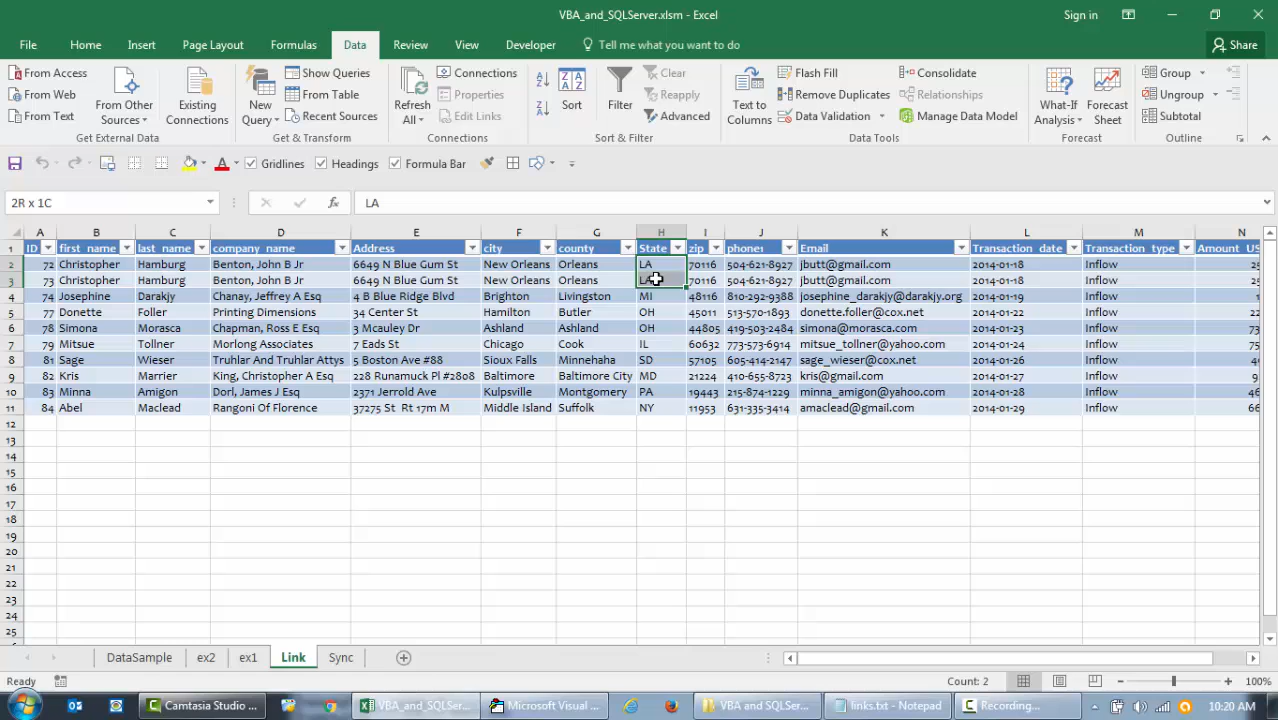 VBA_and_SQLServer.xlsm - Excel
Sign in
File Home Insert Page Layout Formulas Data Review View Developer Tell me what you want to do Share
From Access
From Web
From Text
From Other Sources
Existing Connections
Get External Data
New Query
Show Queries
From Table
Recent Sources
Get & Transform
Refresh All
Connections
Properties
Edit Links
Connections
Sort
Filter
Clear
Reapply
Advanced
Sort & Filter
Text to Columns
Flash Fill
Remove Duplicates
Data Validation
Consolidate
Relationships
Manage Data Model
Data Tools
What-If Analysis
Forecast Sheet
Forecast
Group
Ungroup
Subtotal
Outline
Gridlines Headings Formula Bar
2R x 1C fx LA
A B C D E F G H I J K L M N
1 ID first_name last_name company_name Address city county State zip phone1 Email Transaction_date Transaction_type Amount_US
2 72 Christopher Hamburg Benton, John B Jr 6649 N Blue Gum St New Orleans Orleans LA 70116 504-621-8927 jbutt@gmail.com 2014-01-18 Inflow
3 73 Christopher Hamburg Benton, John B Jr 6649 N Blue Gum St New Orleans Orleans 70116 504-621-8927 jbutt@gmail.com 2014-01-18 Inflow
4 74 Josephine Darakjy Chanay, Jeffrey A Esq 4 B Blue Ridge Blvd Brighton Livingston MI 48116 810-292-9388 josephine_darakjy@darakjy.org 2014-01-19 Inflow
5 77 Donette Foller Printing Dimensions 34 Center St Hamilton Butler OH 45011 513-570-1893 donette.foller@cox.net 2014-01-22 Inflow
6 78 Simona Morasca Chapman, Ross E Esq 3 Mcauley Dr Ashland Ashland OH 44805 419-503-2484 simona@morasca.com 2014-01-23 Inflow
7 79 Mitsue Tollner Morlong Associates 7 Eads St Chicago Cook IL 60632 773-573-6914 mitsue_tollner@yahoo.com 2014-01-24 Inflow
8 81 Sage Wieser Truhlar And Truhlar Attys 5 Boston Ave #88 Sioux Falls Minnehaha SD 57105 605-414-2147 sage_wieser@cox.net 2014-01-26 Inflow
9 82 Kris Marrier King, Christopher A Esq 228 Runamuck Pl #2808 Baltimore Baltimore City MD 21224 410-655-8723 kris@gmail.com 2014-01-27 Inflow
10 83 Minna Amigon Dorl, James J Esq 2371 Jerrold Ave Kulpsville Montgomery PA 19443 215-874-1229 minna_amigon@yahoo.com 2014-01-28 Inflow
11 84 Abel Maclead Rangoni Of Florence 37275 St Rt 17m M Middle Island Suffolk NY 11953 631-335-3414 amaclead@gmail.com 2014-01-29 Inflow
12
13
14
15
16
17
18
19
20
21
22
23
24
25
DataSample ex2 ex1 Link Sync
Ready Count: 2 100%
Camtasia Studio ... VBA_and_SQLServe... Microsoft Visual ... VBA and SQLSer... links.txt - Notepad Recording... 10:20 AM